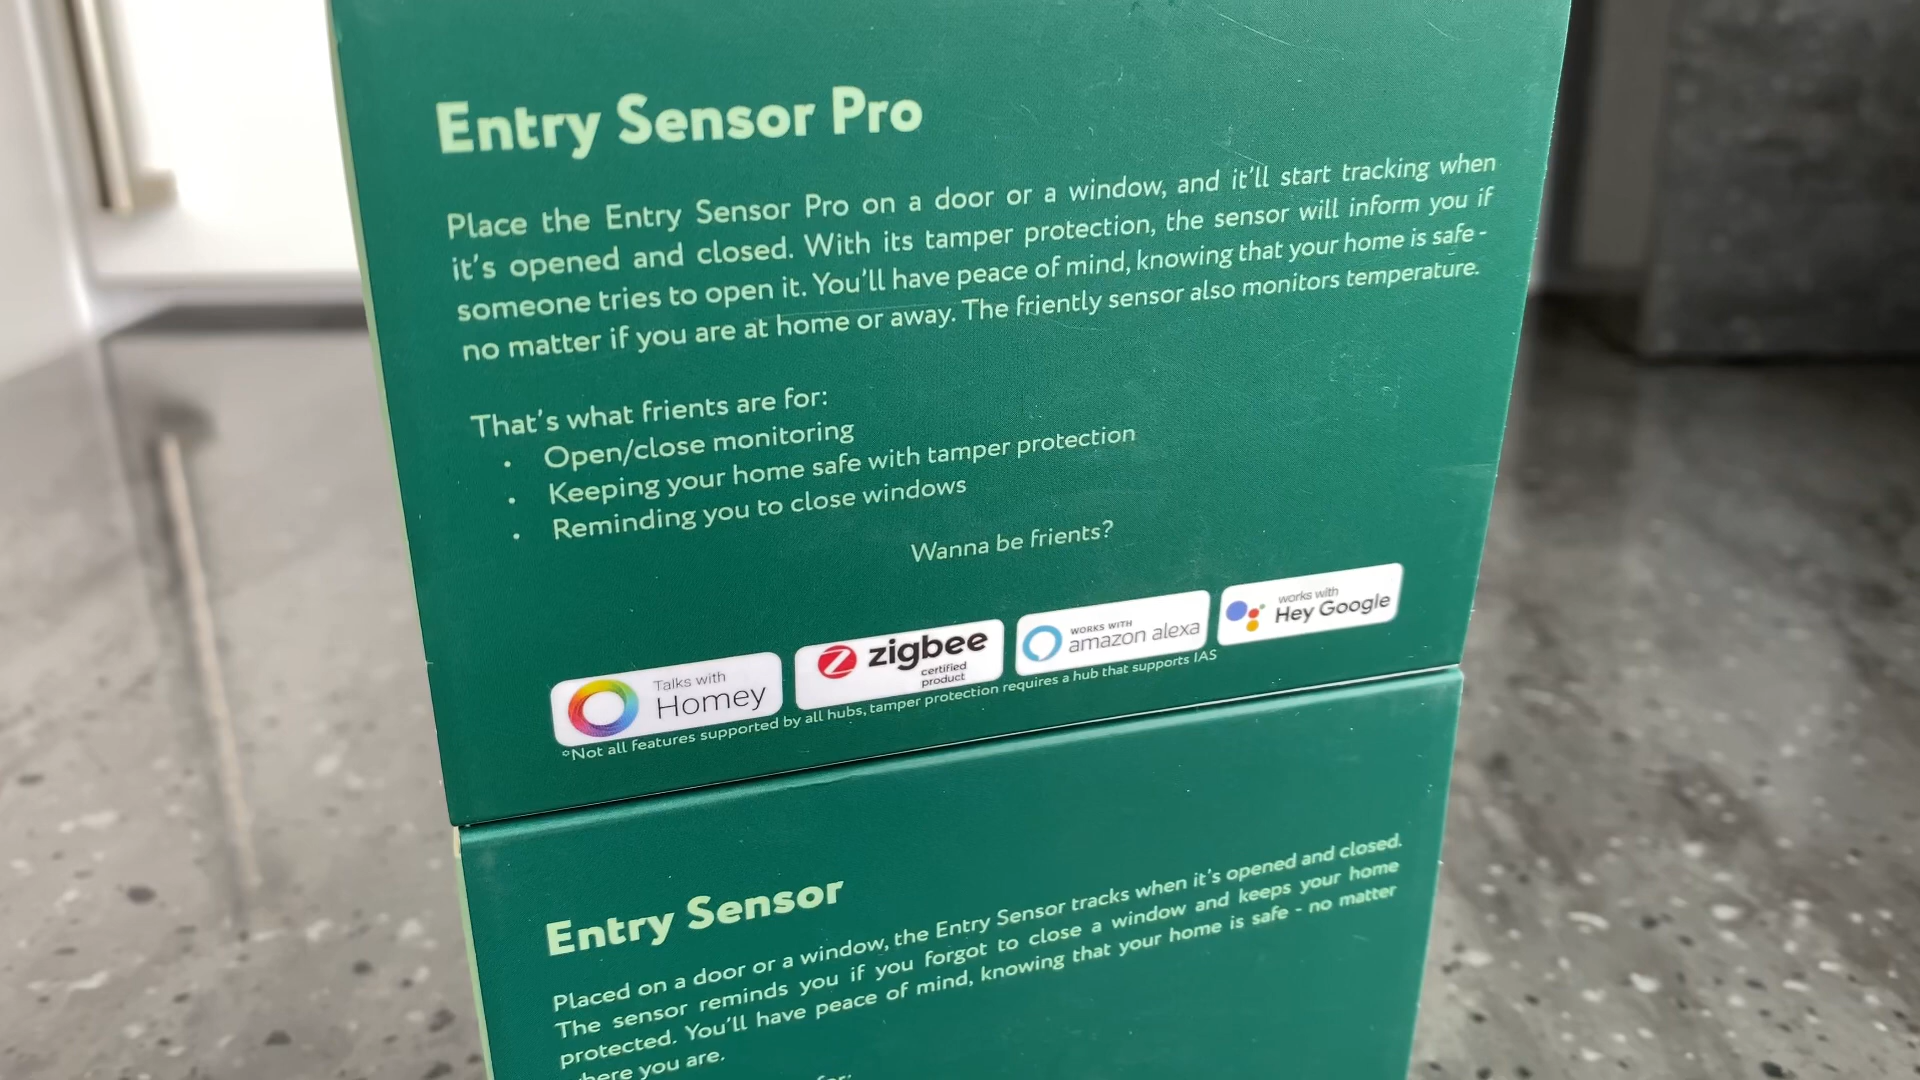 Entry Sensor Pro
Place the Entry Sensor Pro on a door or a window, and it'll start tracking when
it's opened and closed. With its tamper protection, the sensor will inform you if
someone tries to open it. You'll have peace of mind, knowing that your home is safe -
no matter if you are at home or away. The friently sensor also monitors temperature.
That's what frients are for:
• Open/close monitoring
• Keeping your home safe with tamper protection
• Reminding you to close windows
Wanna be frients?
Talks with
Homey
zigbee
certified
product
WORKS WITH
amazon alexa
works with
Hey Google
*Not all features supported by all hubs, tamper protection requires a hub that supports IAS
Entry Sensor
Placed on a door or a window, the Entry Sensor tracks when it's opened and closed.
The sensor reminds you if you forgot to close a window and keeps your home
protected. You'll have peace of mind, knowing that your home is safe - no matter
you are.
for: